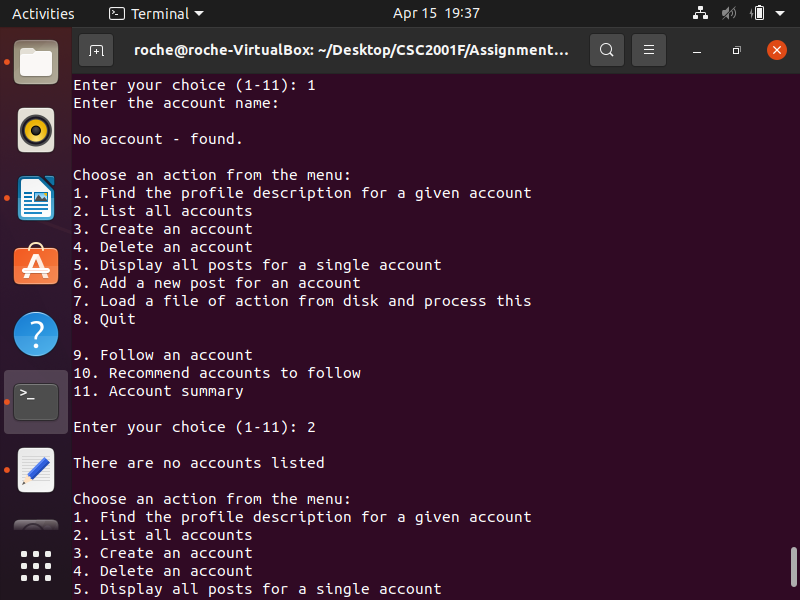 Activities Terminal Apr 15 19:37
roche@roche-VirtualBox: ~/Desktop/CSC2001F/Assignment...
Enter your choice (1-11): 1
Enter the account name:
No account - found.
Choose an action from the menu:
1. Find the profile description for a given account
2. List all accounts
3. Create an account
4. Delete an account
5. Display all posts for a single account
6. Add a new post for an account
7. Load a file of action from disk and process this
8. Quit
9. Follow an account
10. Recommend accounts to follow
11. Account summary
Enter your choice (1-11): 2
There are no accounts listed
Choose an action from the menu:
1. Find the profile description for a given account
2. List all accounts
3. Create an account
4. Delete an account
5. Display all posts for a single account